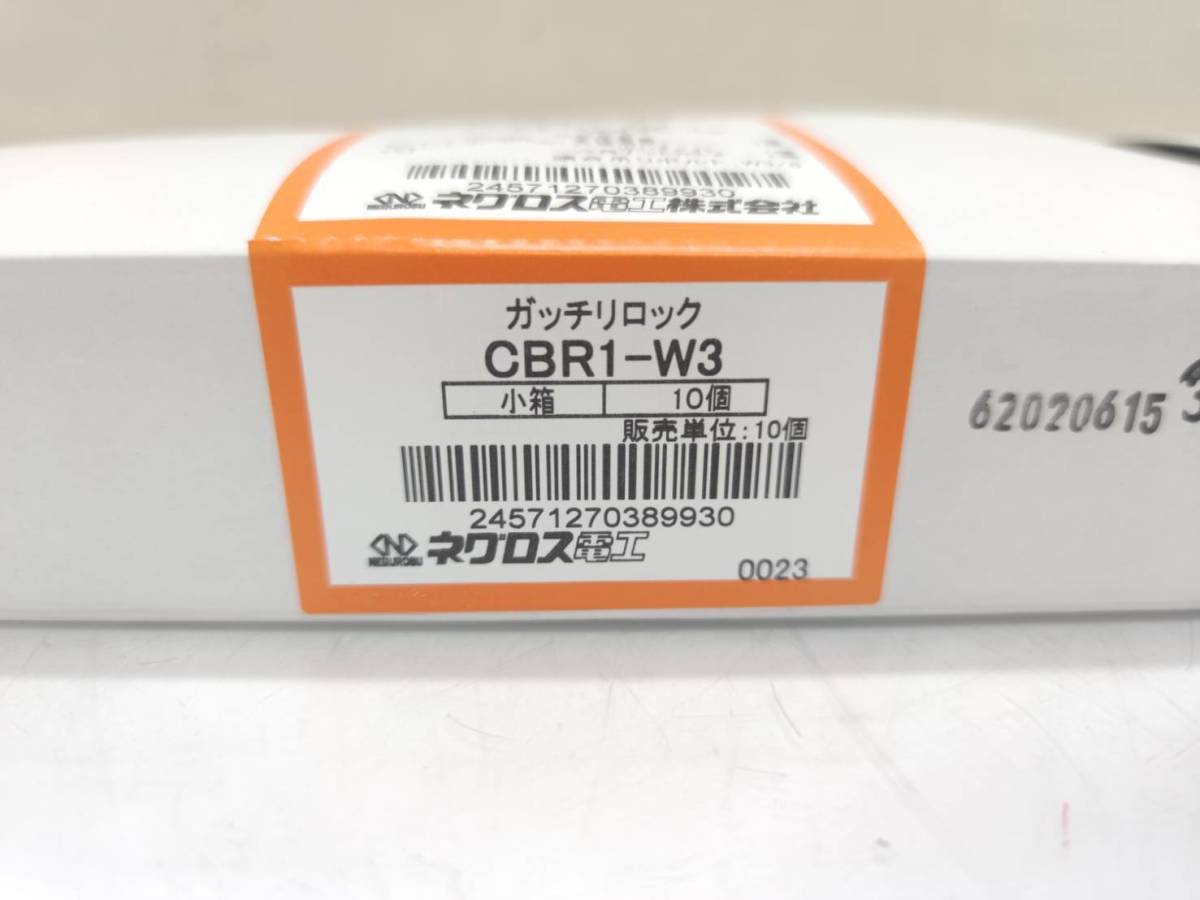 24571270389930
ネグロス電工株式会社
ガッチリロック
CBR1-W3
小箱 10個
販売単位:10個
24571270389930
NEGUROSU ネグロス電工
0023
62020615